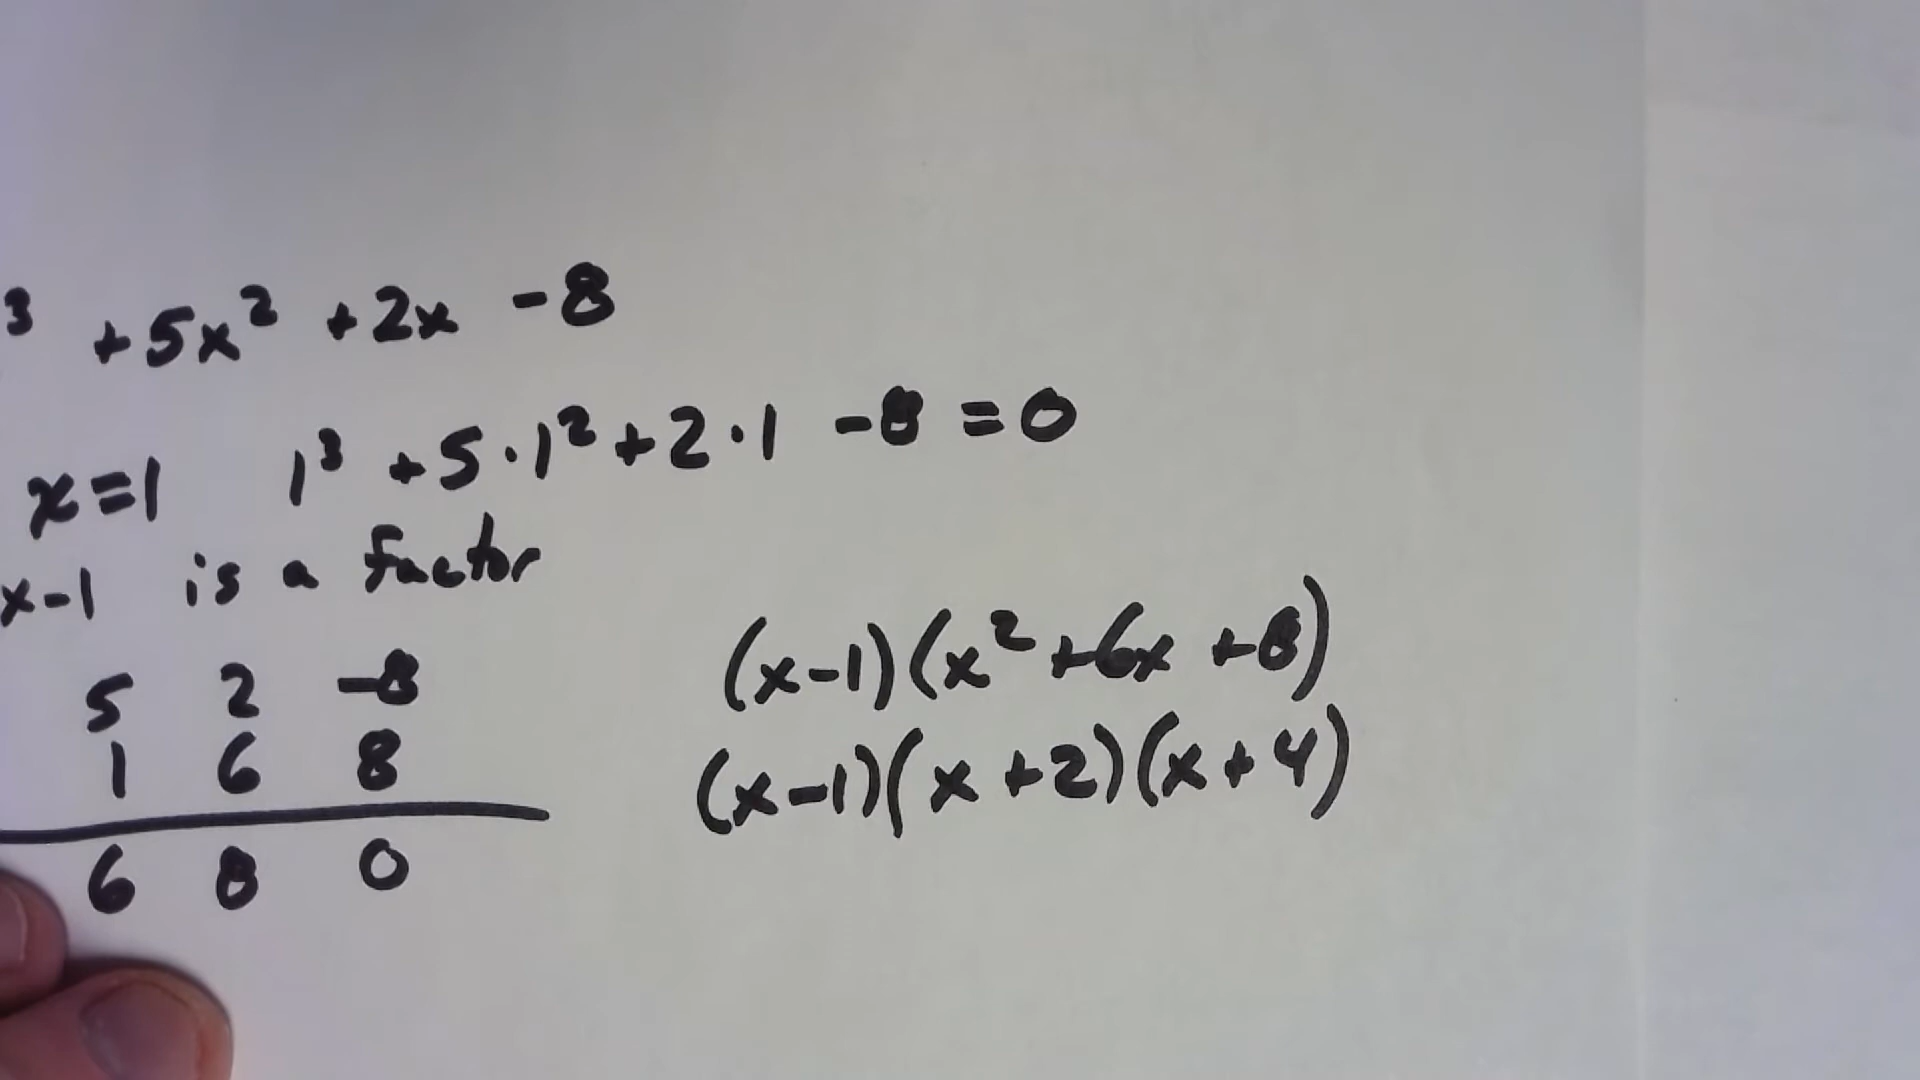 ³ +5x² +2x -8
x=1 1³ +5·1²+2·1 -8=0
x-1 is a factor
5 2 -8
1 6 8
6 8 0
(x-1)(x²+6x+8)
(x-1)(x+2)(x+4)